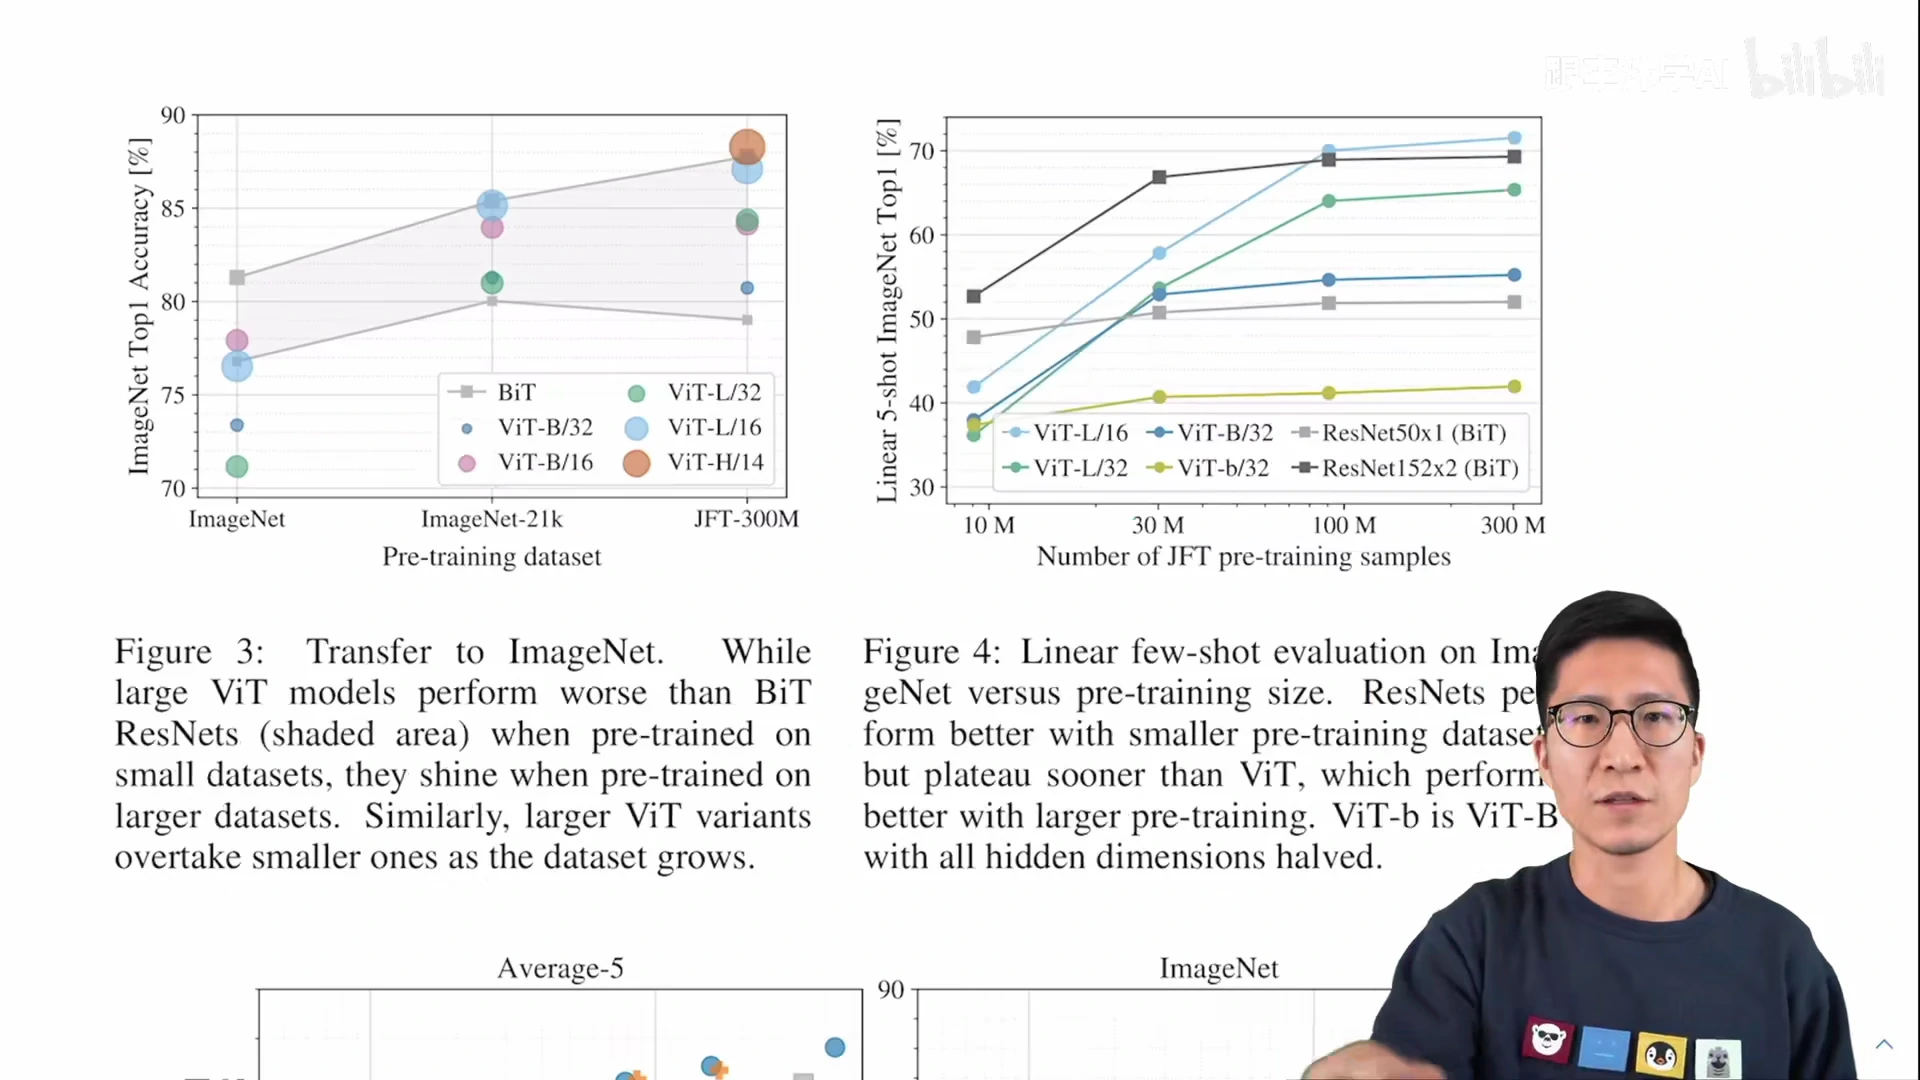 bilibili
90
85
80
75
70
ImageNet Top1 Accuracy [%]
BiT
ViT-B/32
ViT-B/16
ViT-L/32
ViT-L/16
ViT-H/14
ImageNet
ImageNet-21k
JFT-300M
Pre-training dataset
70
60
50
40
30
Linear 5-shot ImageNet Top1 [%]
ViT-L/16
ViT-B/32
ResNet50x1 (BiT)
ViT-L/32
ViT-b/32
ResNet152x2 (BiT)
10 M
30 M
100 M
300 M
Number of JFT pre-training samples
Figure 3: Transfer to ImageNet. While
large ViT models perform worse than BiT
ResNets (shaded area) when pre-trained on
small datasets, they shine when pre-trained on
larger datasets. Similarly, larger ViT variants
overtake smaller ones as the dataset grows.
Figure 4: Linear few-shot evaluation on Ima
geNet versus pre-training size. ResNets pe
form better with smaller pre-training dataset
but plateau sooner than ViT, which perform
better with larger pre-training. ViT-b is ViT-B
with all hidden dimensions halved.
Average-5
ImageNet
90